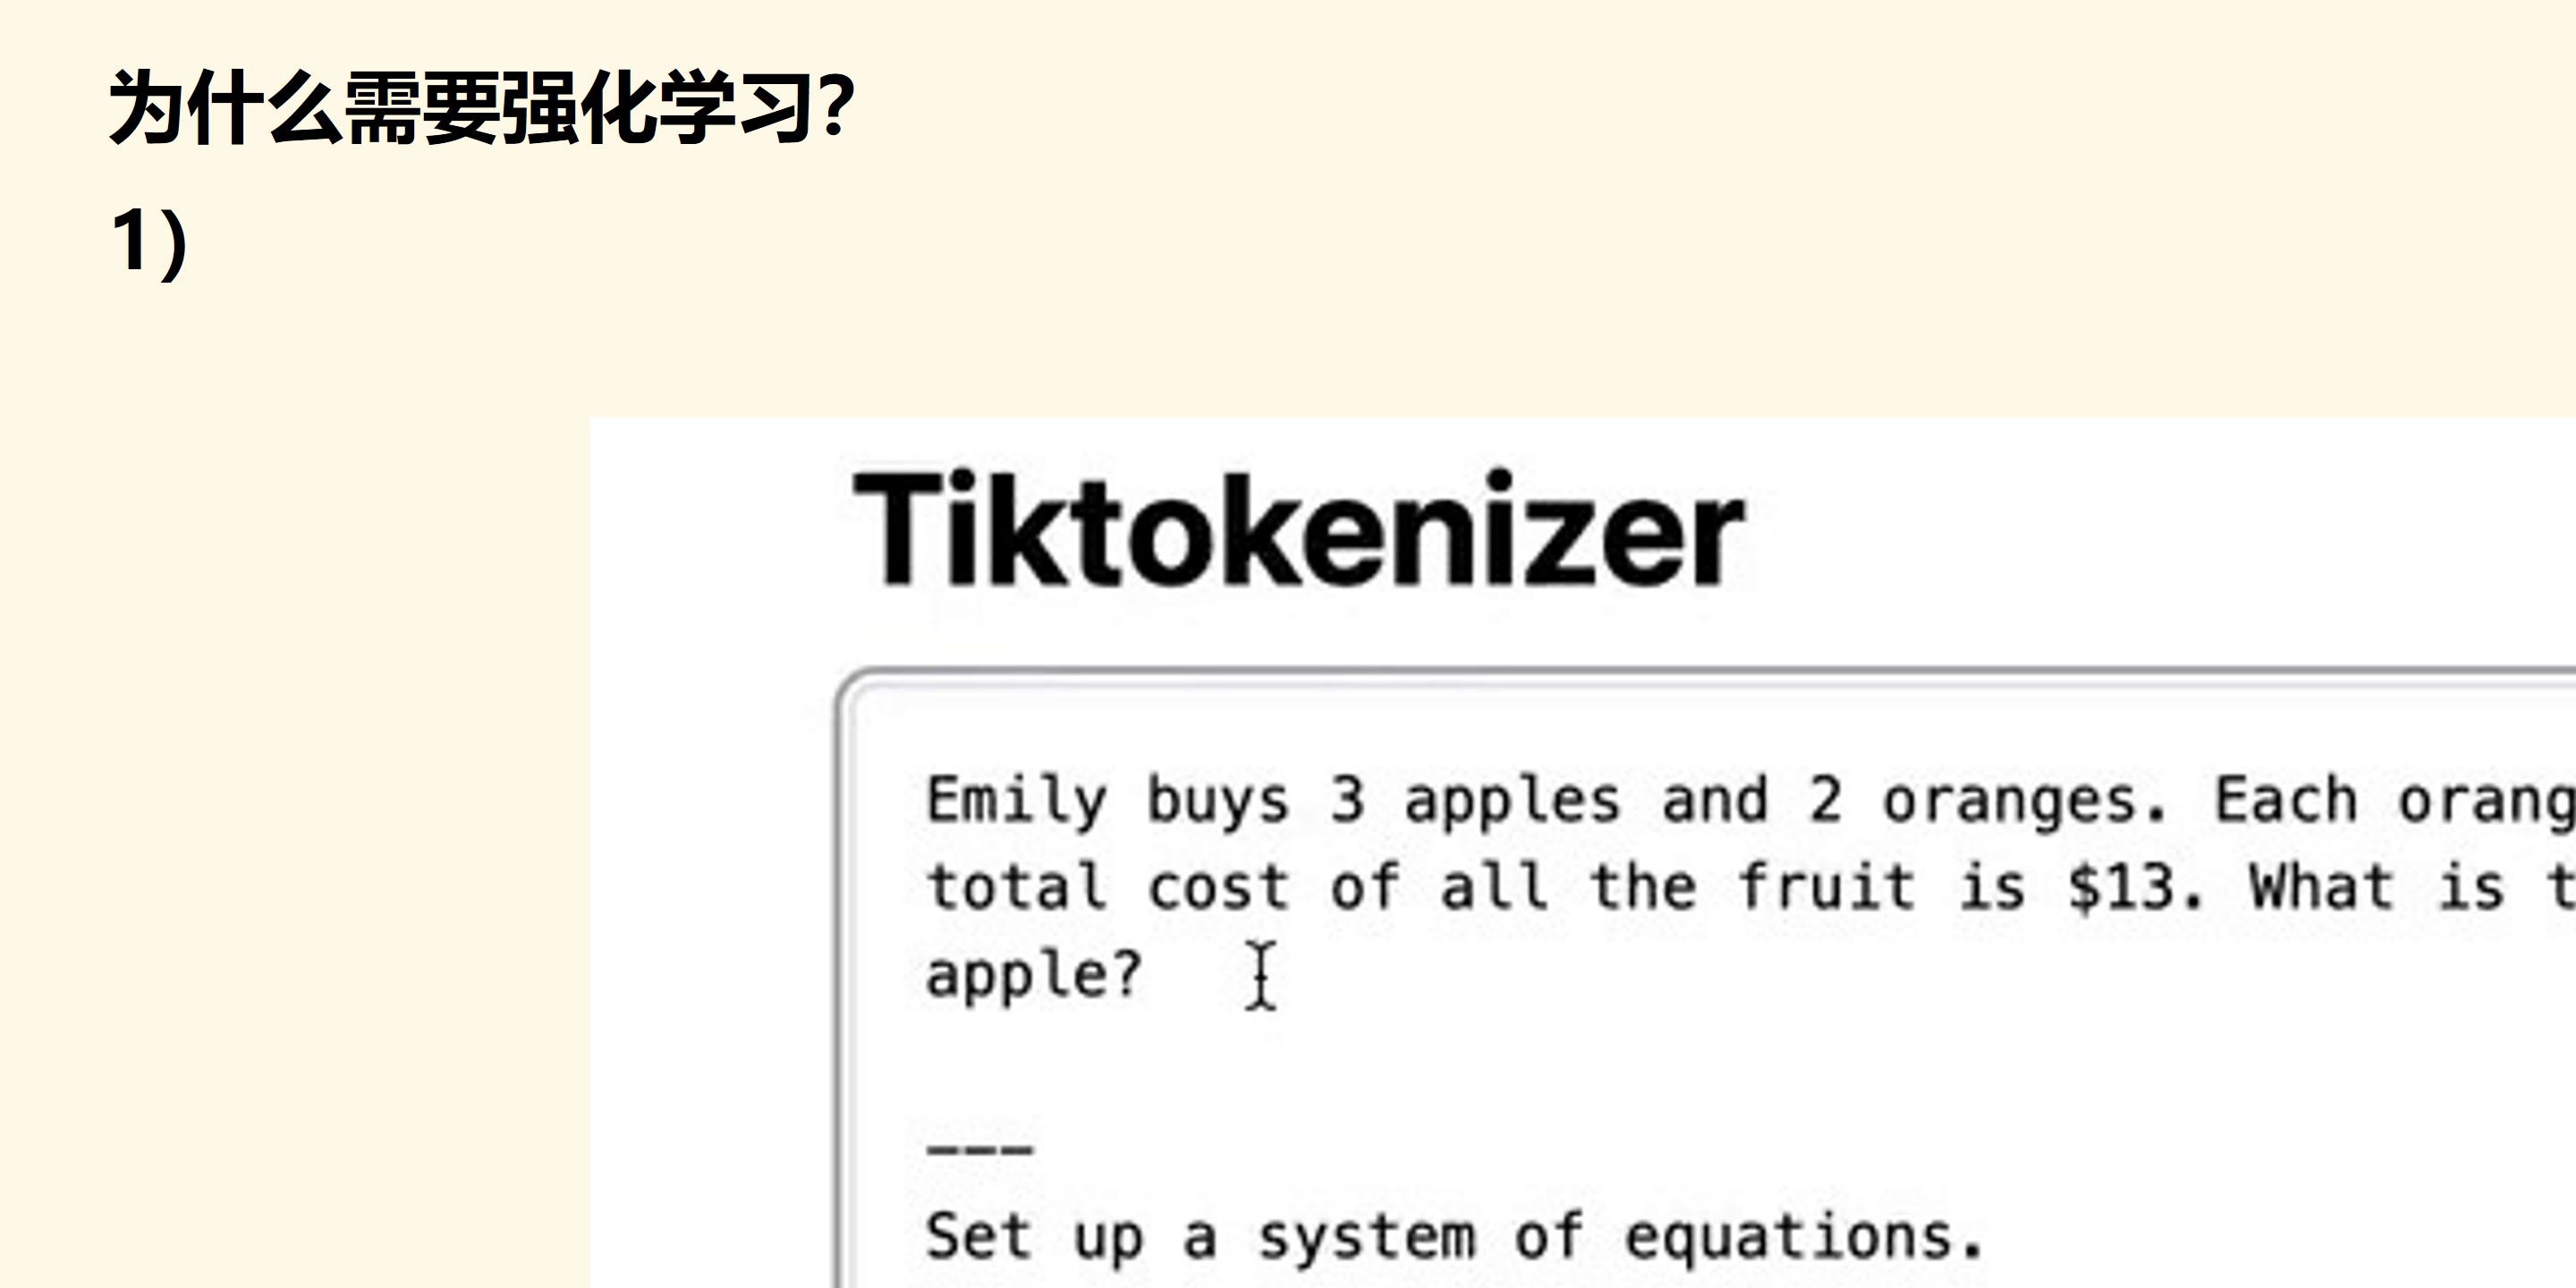 为什么需要强化学习？
1)
Tiktokenizer
Emily buys 3 apples and 2 oranges. Each
total cost of all the fruit is $13. What is
apple?
---
Set up a system of equations.